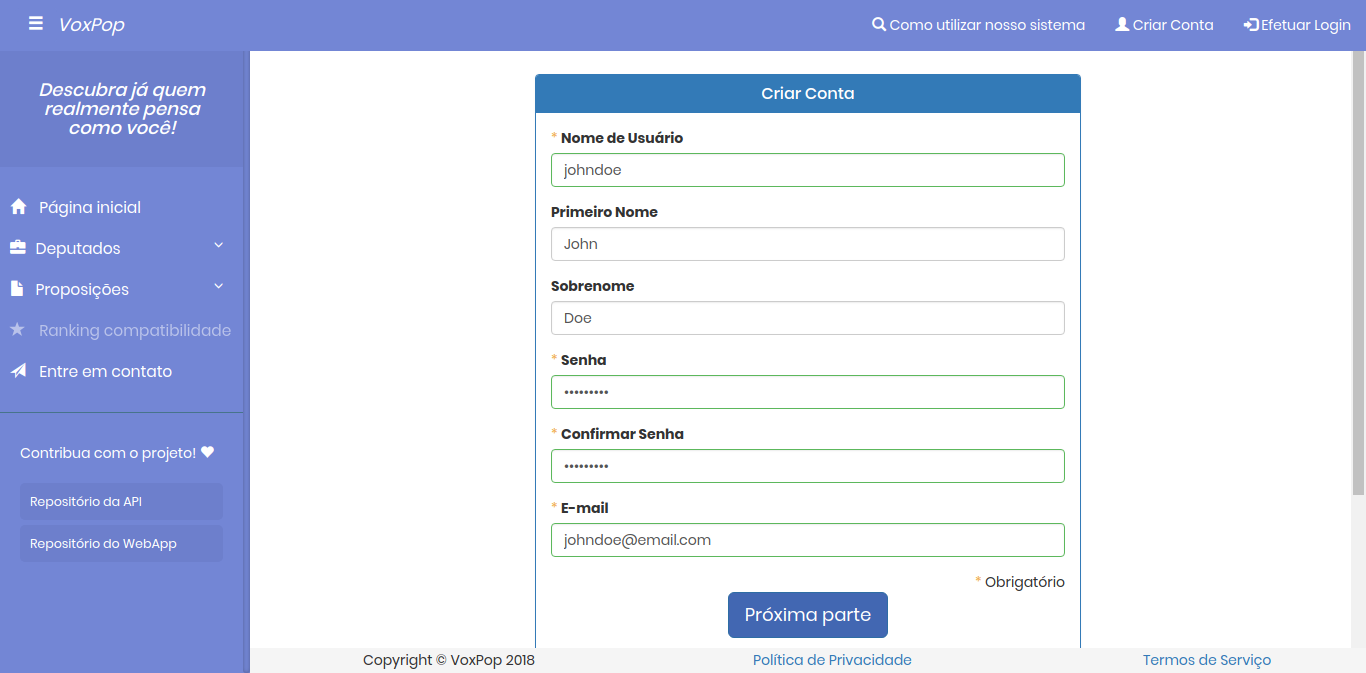 VoxPop
Como utilizar nosso sistema
Criar Conta
Efetuar Login
Descubra já quem
realmente pensa
como você!
Página inicial
Deputados
Proposições
Ranking compatibilidade
Entre em contato
Contribua com o projeto!
Repositório da API
Repositório do WebApp
Criar Conta
* Nome de Usuário
johndoe
Primeiro Nome
John
Sobrenome
Doe
* Senha
•••••••••
* Confirmar Senha
•••••••••
* E-mail
johndoe@email.com
* Obrigatório
Próxima parte
Copyright © VoxPop 2018
Política de Privacidade
Termos de Serviço